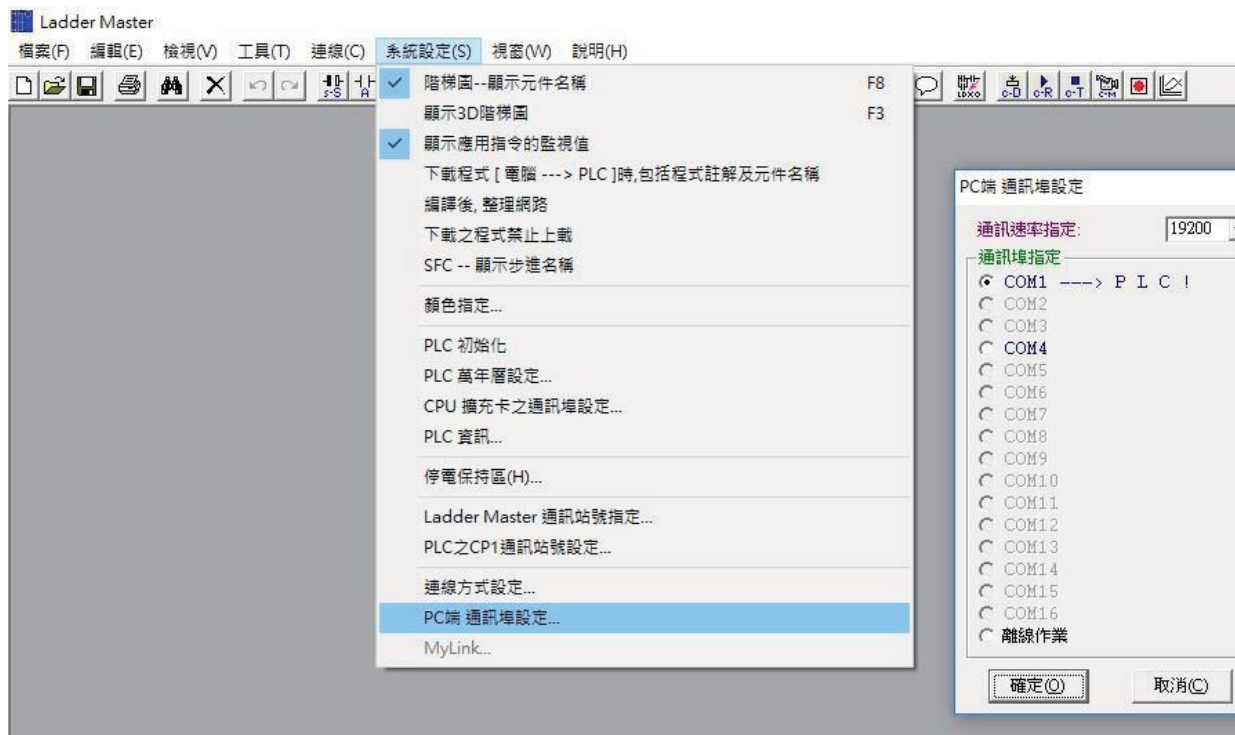 Ladder Master
檔案(F) 編輯(E) 檢視(V) 工具(T) 連線(C) 系統設定(S) 視窗(W) 說明(H)
階梯圖--顯示元件名稱 F8
顯示3D階梯圖 F3
顯示應用指令的監視值
下載程式 [ 電腦 ---> PLC ]時,包括程式註解及元件名稱
編譯後, 整理網路
下載之程式禁止上載
SFC -- 顯示步進名稱
顏色指定...
PLC 初始化
PLC 萬年曆設定...
CPU 擴充卡之通訊埠設定...
PLC 資訊...
停電保持區(H)...
Ladder Master 通訊站號指定...
PLC之CP1通訊站號設定...
連線方式設定...
PC端 通訊埠設定...
MyLink...
PC端 通訊埠設定
通訊速率指定: 19200
通訊埠指定
COM1 ---> P L C !
COM2
COM3
COM4
COM5
COM6
COM7
COM8
COM9
COM10
COM11
COM12
COM13
COM14
COM15
COM16
離線作業
確定(O) 取消(C)